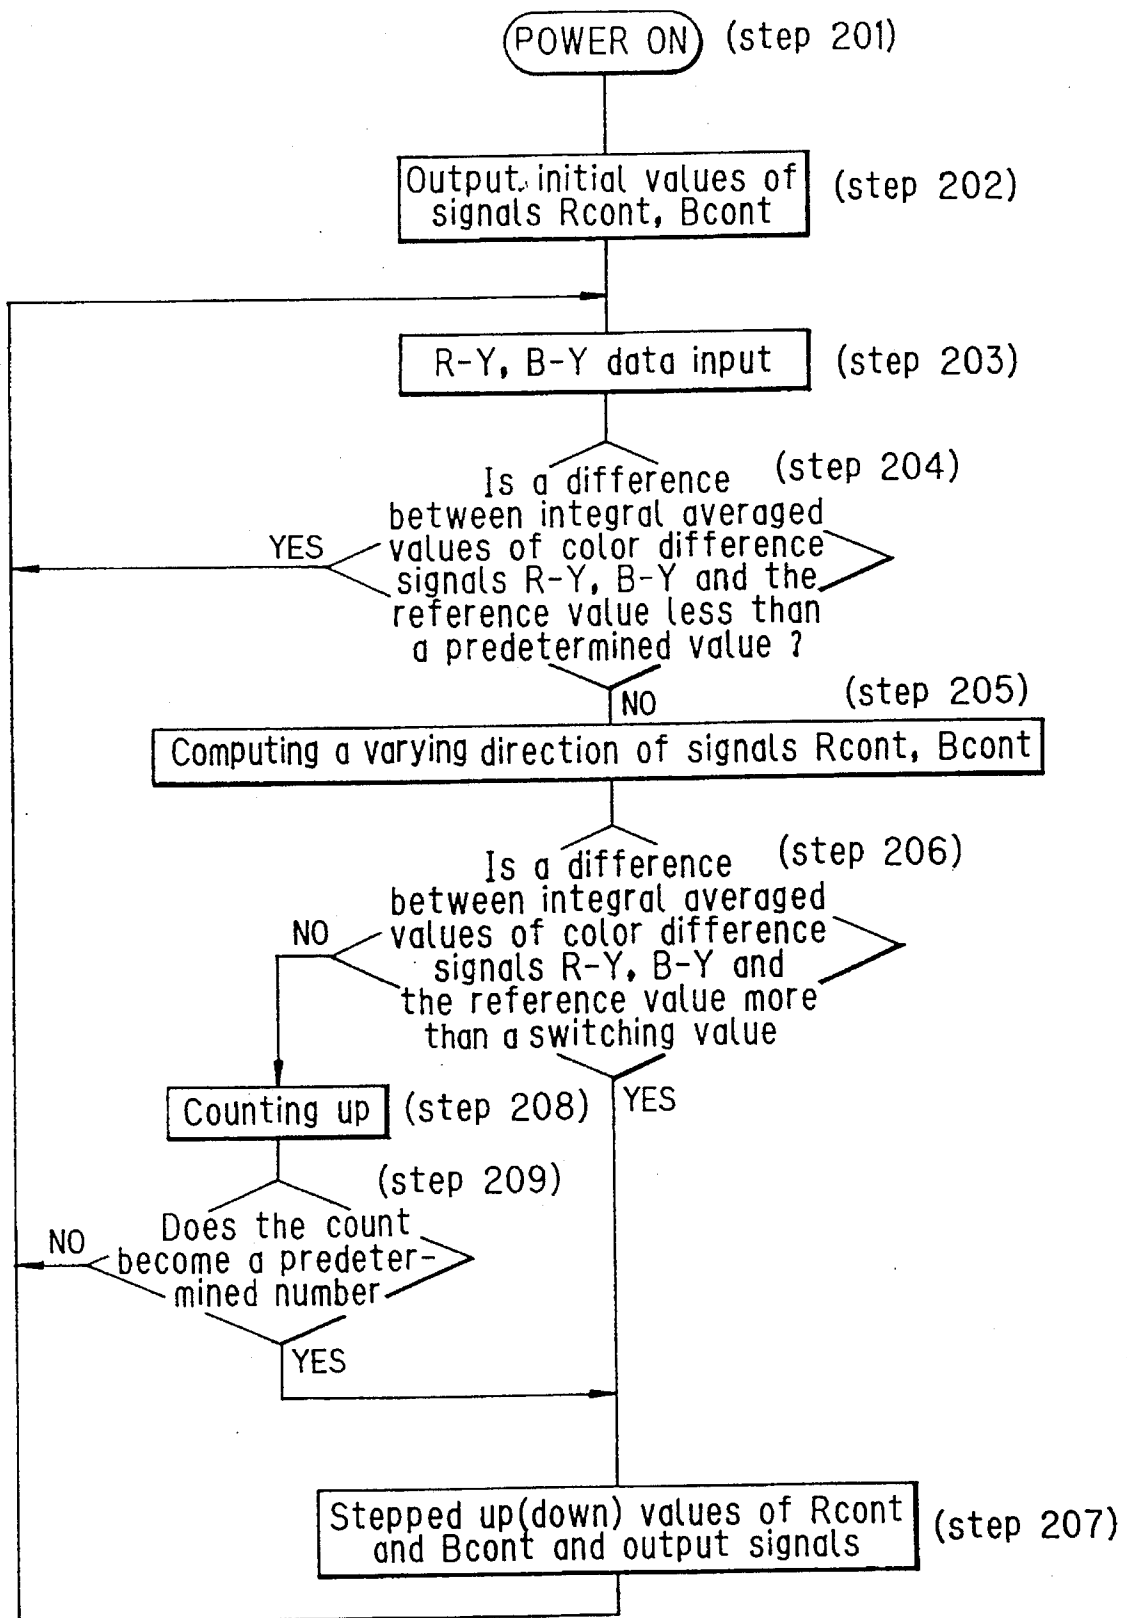 POWER ON (step 201)
Output initial values of
signals Rcont, Bcont
(step 202)
R-Y, B-Y data input (step 203)
(step 204)
Is a difference
between integral averaged
values of color difference
signals R-Y, B-Y and the
reference value less than
a predetermined value ?
YES
NO
(step 205)
Computing a varying direction of signals Rcont, Bcont
(step 206)
Is a difference
between integral averaged
values of color difference
signals R-Y, B-Y and
the reference value more
than a switching value
NO
YES
Counting up (step 208)
(step 209)
Does the count
become a predeter-
mined number
NO
YES
Stepped up(down) values of Rcont
and Bcont and output signals
(step 207)